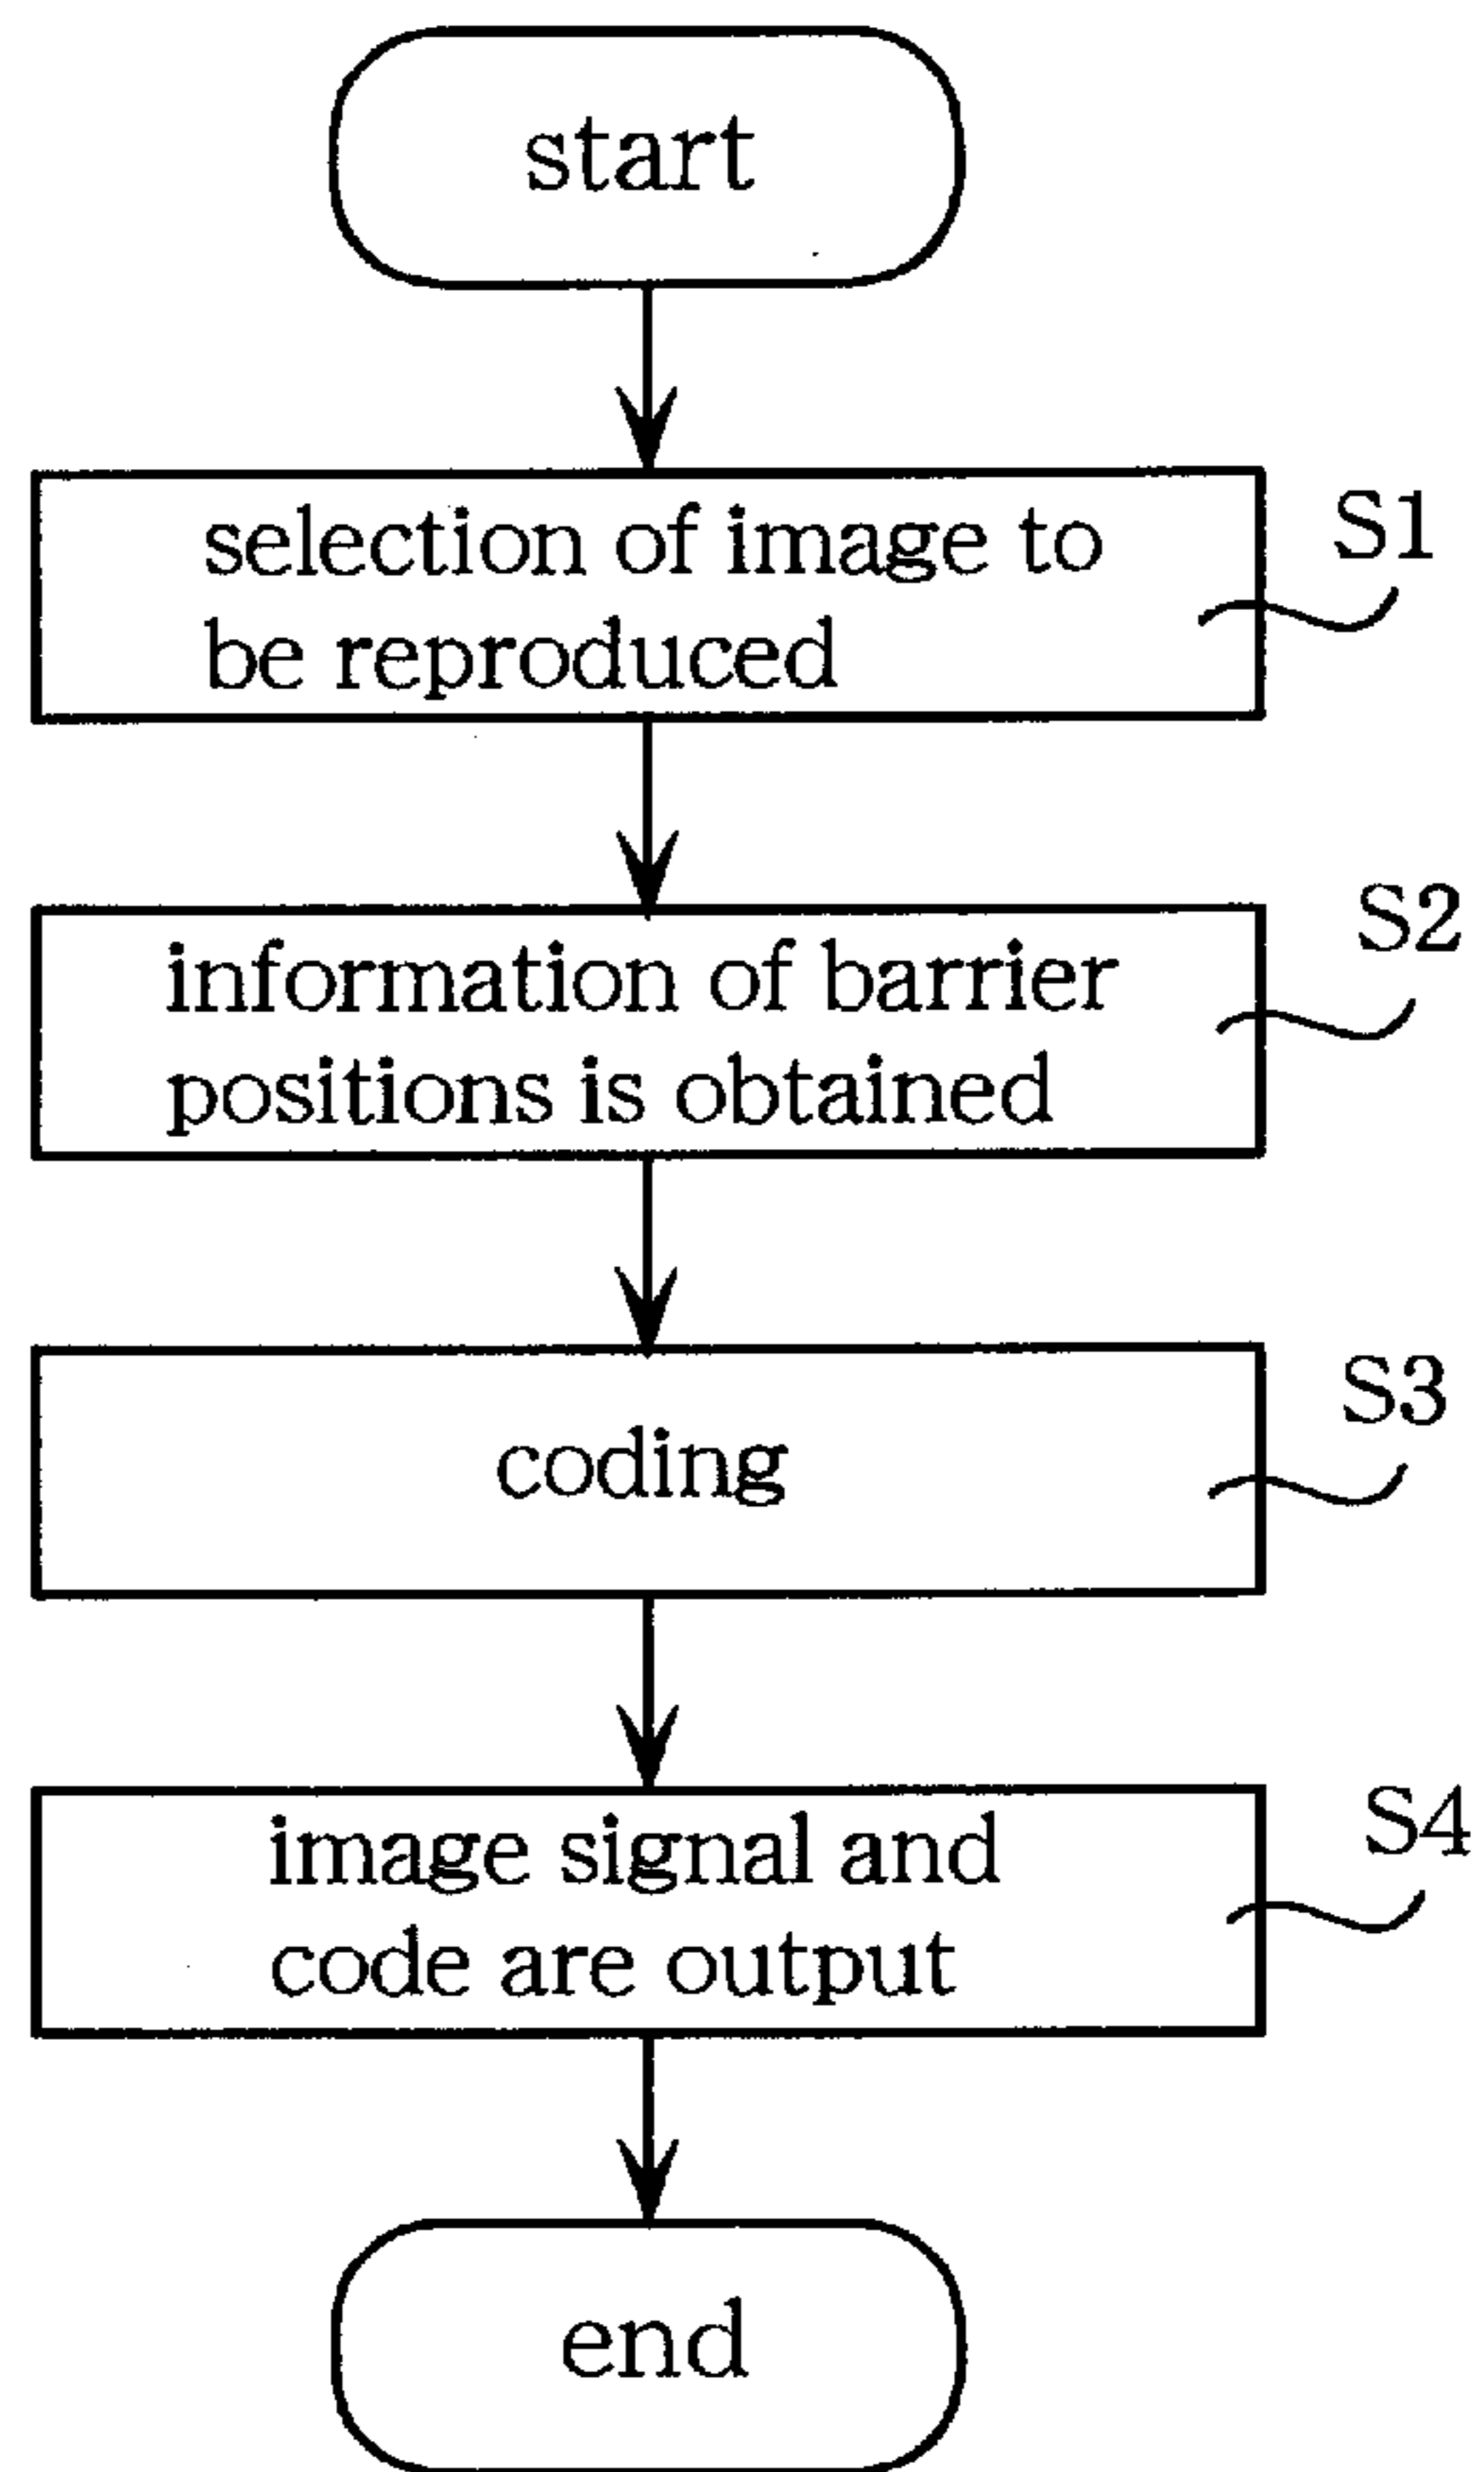 start
selection of image to
be reproduced
S1
information of barrier
positions is obtained
S2
coding
S3
image signal and
code are output
S4
end